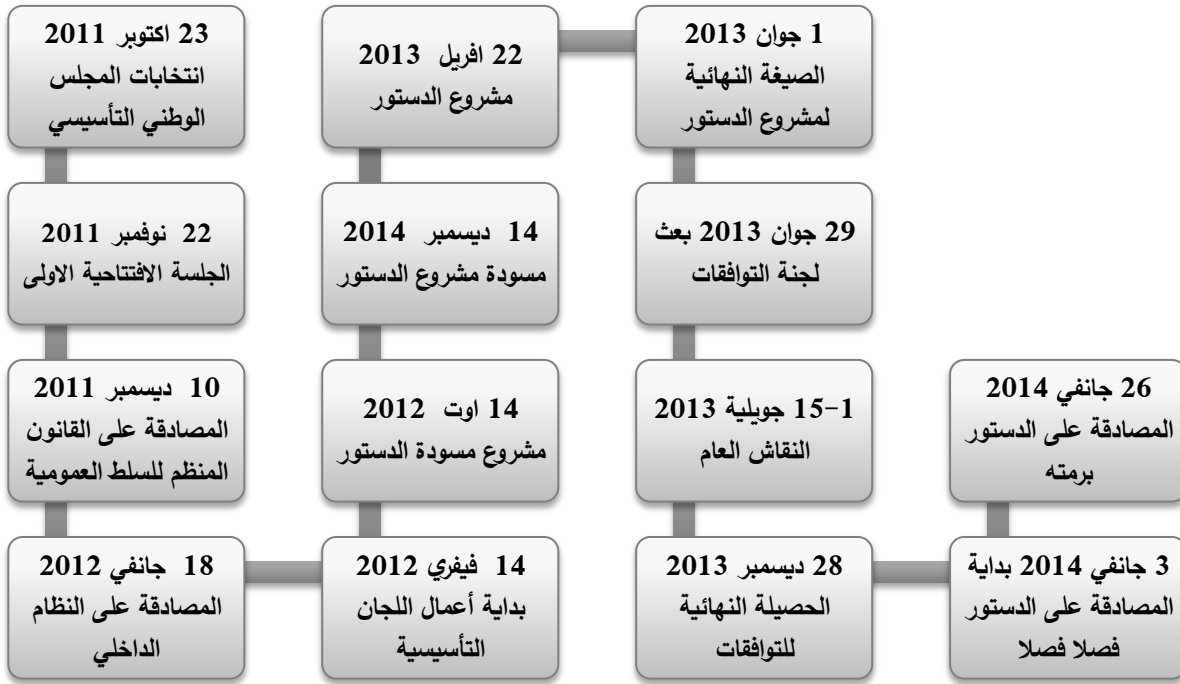 23 اكتوبر 2011
انتخابات المجلس
الوطني التأسيسي
22 نوفمبر 2011
الجلسة الافتتاحية الاولى
10 ديسمبر 2011
المصادقة على القانون
المنظم للسلط العمومية
18 جانفي 2012
المصادقة على النظام
الداخلي
14 فيفري 2012
بداية أعمال اللجان
التأسيسية
14 اوت 2012
مشروع مسودة الدستور
14 ديسمبر 2014
مسودة مشروع الدستور
22 افريل 2013
مشروع الدستور
1 جوان 2013
الصيغة النهائية
لمشروع الدستور
29 جوان 2013 بعث
لجنة التوافقات
1-15 جويلية 2013
النقاش العام
28 ديسمبر 2013
الحصيلة النهائية
للتوافقات
3 جانفي 2014 بداية
المصادقة على الدستور
فصلا فصلا
26 جانفي 2014
المصادقة على الدستور
برمته